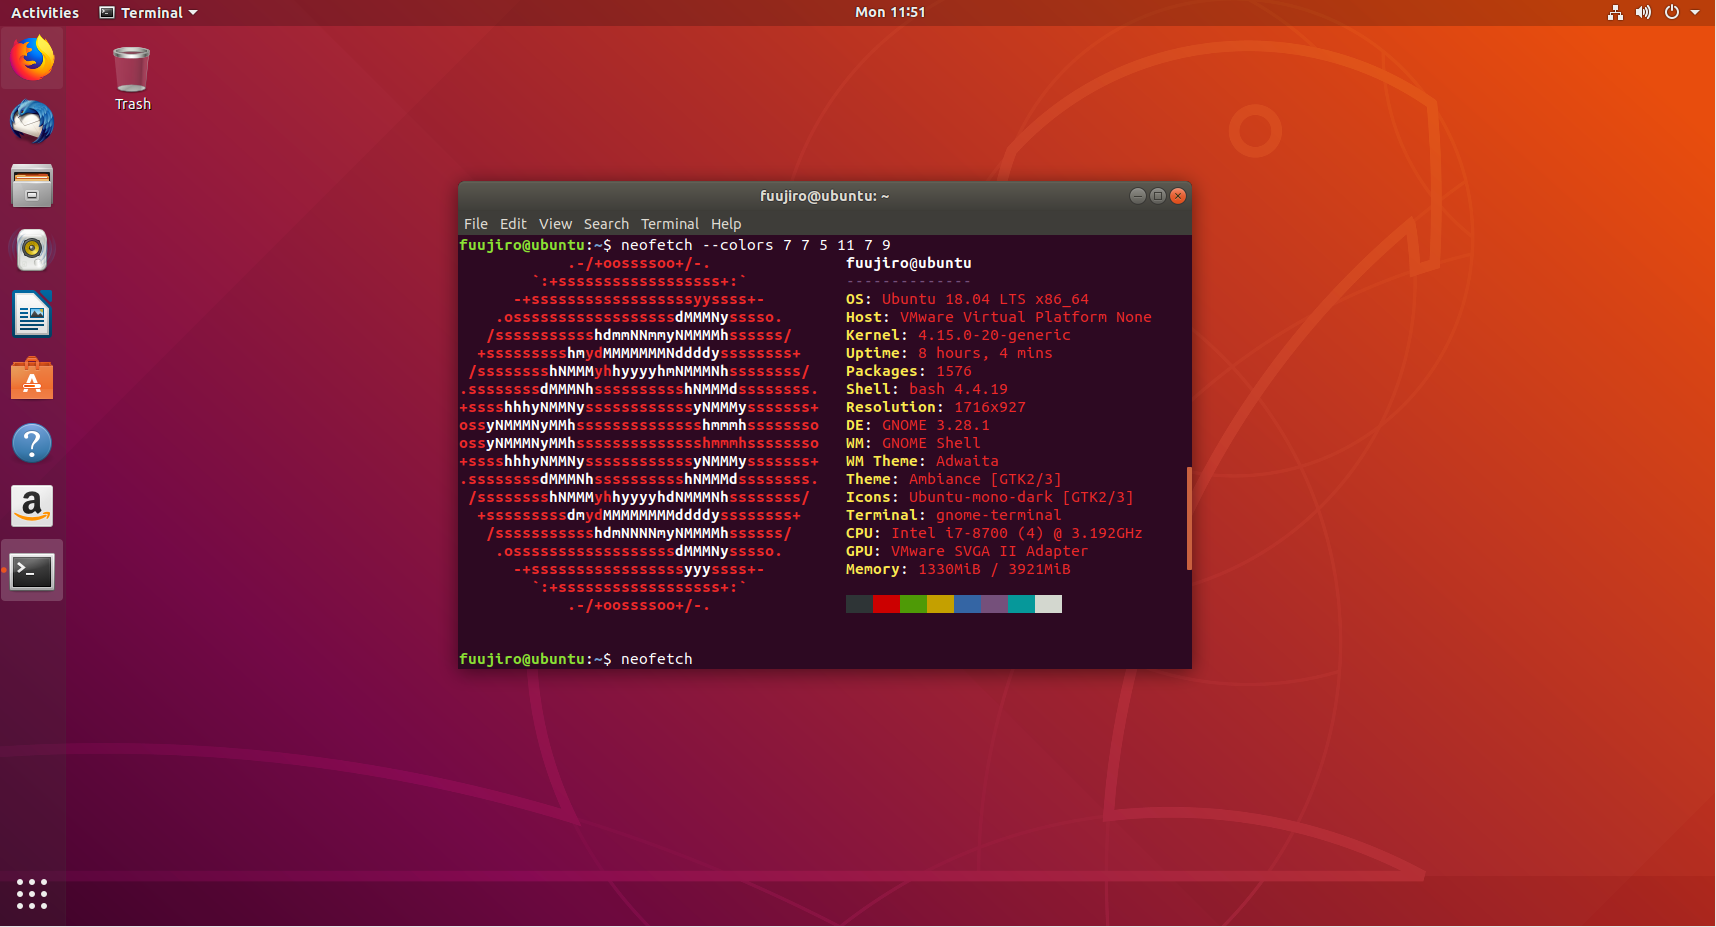 Activities Terminal Mon 11:51
Trash
fuujiro@ubuntu: ~
File Edit View Search Terminal Help
fuujiro@ubuntu:~$ neofetch --colors 7 7 5 11 7 9
.-/+oossssoo+/-. fuujiro@ubuntu
`:+ssssssssssssssssss+:` --------------
-+ssssssssssssssssssyyssss+- OS: Ubuntu 18.04 LTS x86_64
.ossssssssssssssssssdMMMNysssso. Host: VMware Virtual Platform None
/ssssssssssshdmmNNmmyNMMMMhssssss/ Kernel: 4.15.0-20-generic
+ssssssssshmydMMMMMMMNddddyssssssss+ Uptime: 8 hours, 4 mins
/sssssssshNMMMyhhyyyyhmNMMMNhssssssss/ Packages: 1576
.ssssssssdMMMNhsssssssssshNMMMdssssssss. Shell: bash 4.4.19
+sssshhhyNMMNyssssssssssssyNMMMysssssss+ Resolution: 1716x927
ossyNMMMNyMMhsssssssssssssshmmmhssssssso DE: GNOME 3.28.1
ossyNMMMNyMMhsssssssssssssshmmmhssssssso WM: GNOME Shell
+sssshhhyNMMNyssssssssssssyNMMMysssssss+ WM Theme: Adwaita
.ssssssssdMMMNhsssssssssshNMMMdssssssss. Theme: Ambiance [GTK2/3]
/sssssssshNMMMyhhyyyyhdNMMMNhssssssss/ Icons: Ubuntu-mono-dark [GTK2/3]
+sssssssssdmydMMMMMMMMddddyssssssss+ Terminal: gnome-terminal
/ssssssssssshdmNNNNmyNMMMMhssssss/ CPU: Intel i7-8700 (4) @ 3.192GHz
.ossssssssssssssssssdMMMNysssso. GPU: VMware SVGA II Adapter
-+sssssssssssssssssyyyssss+- Memory: 1330MiB / 3921MiB
`:+ssssssssssssssssss+:`
.-/+oossssoo+/-.
fuujiro@ubuntu:~$ neofetch